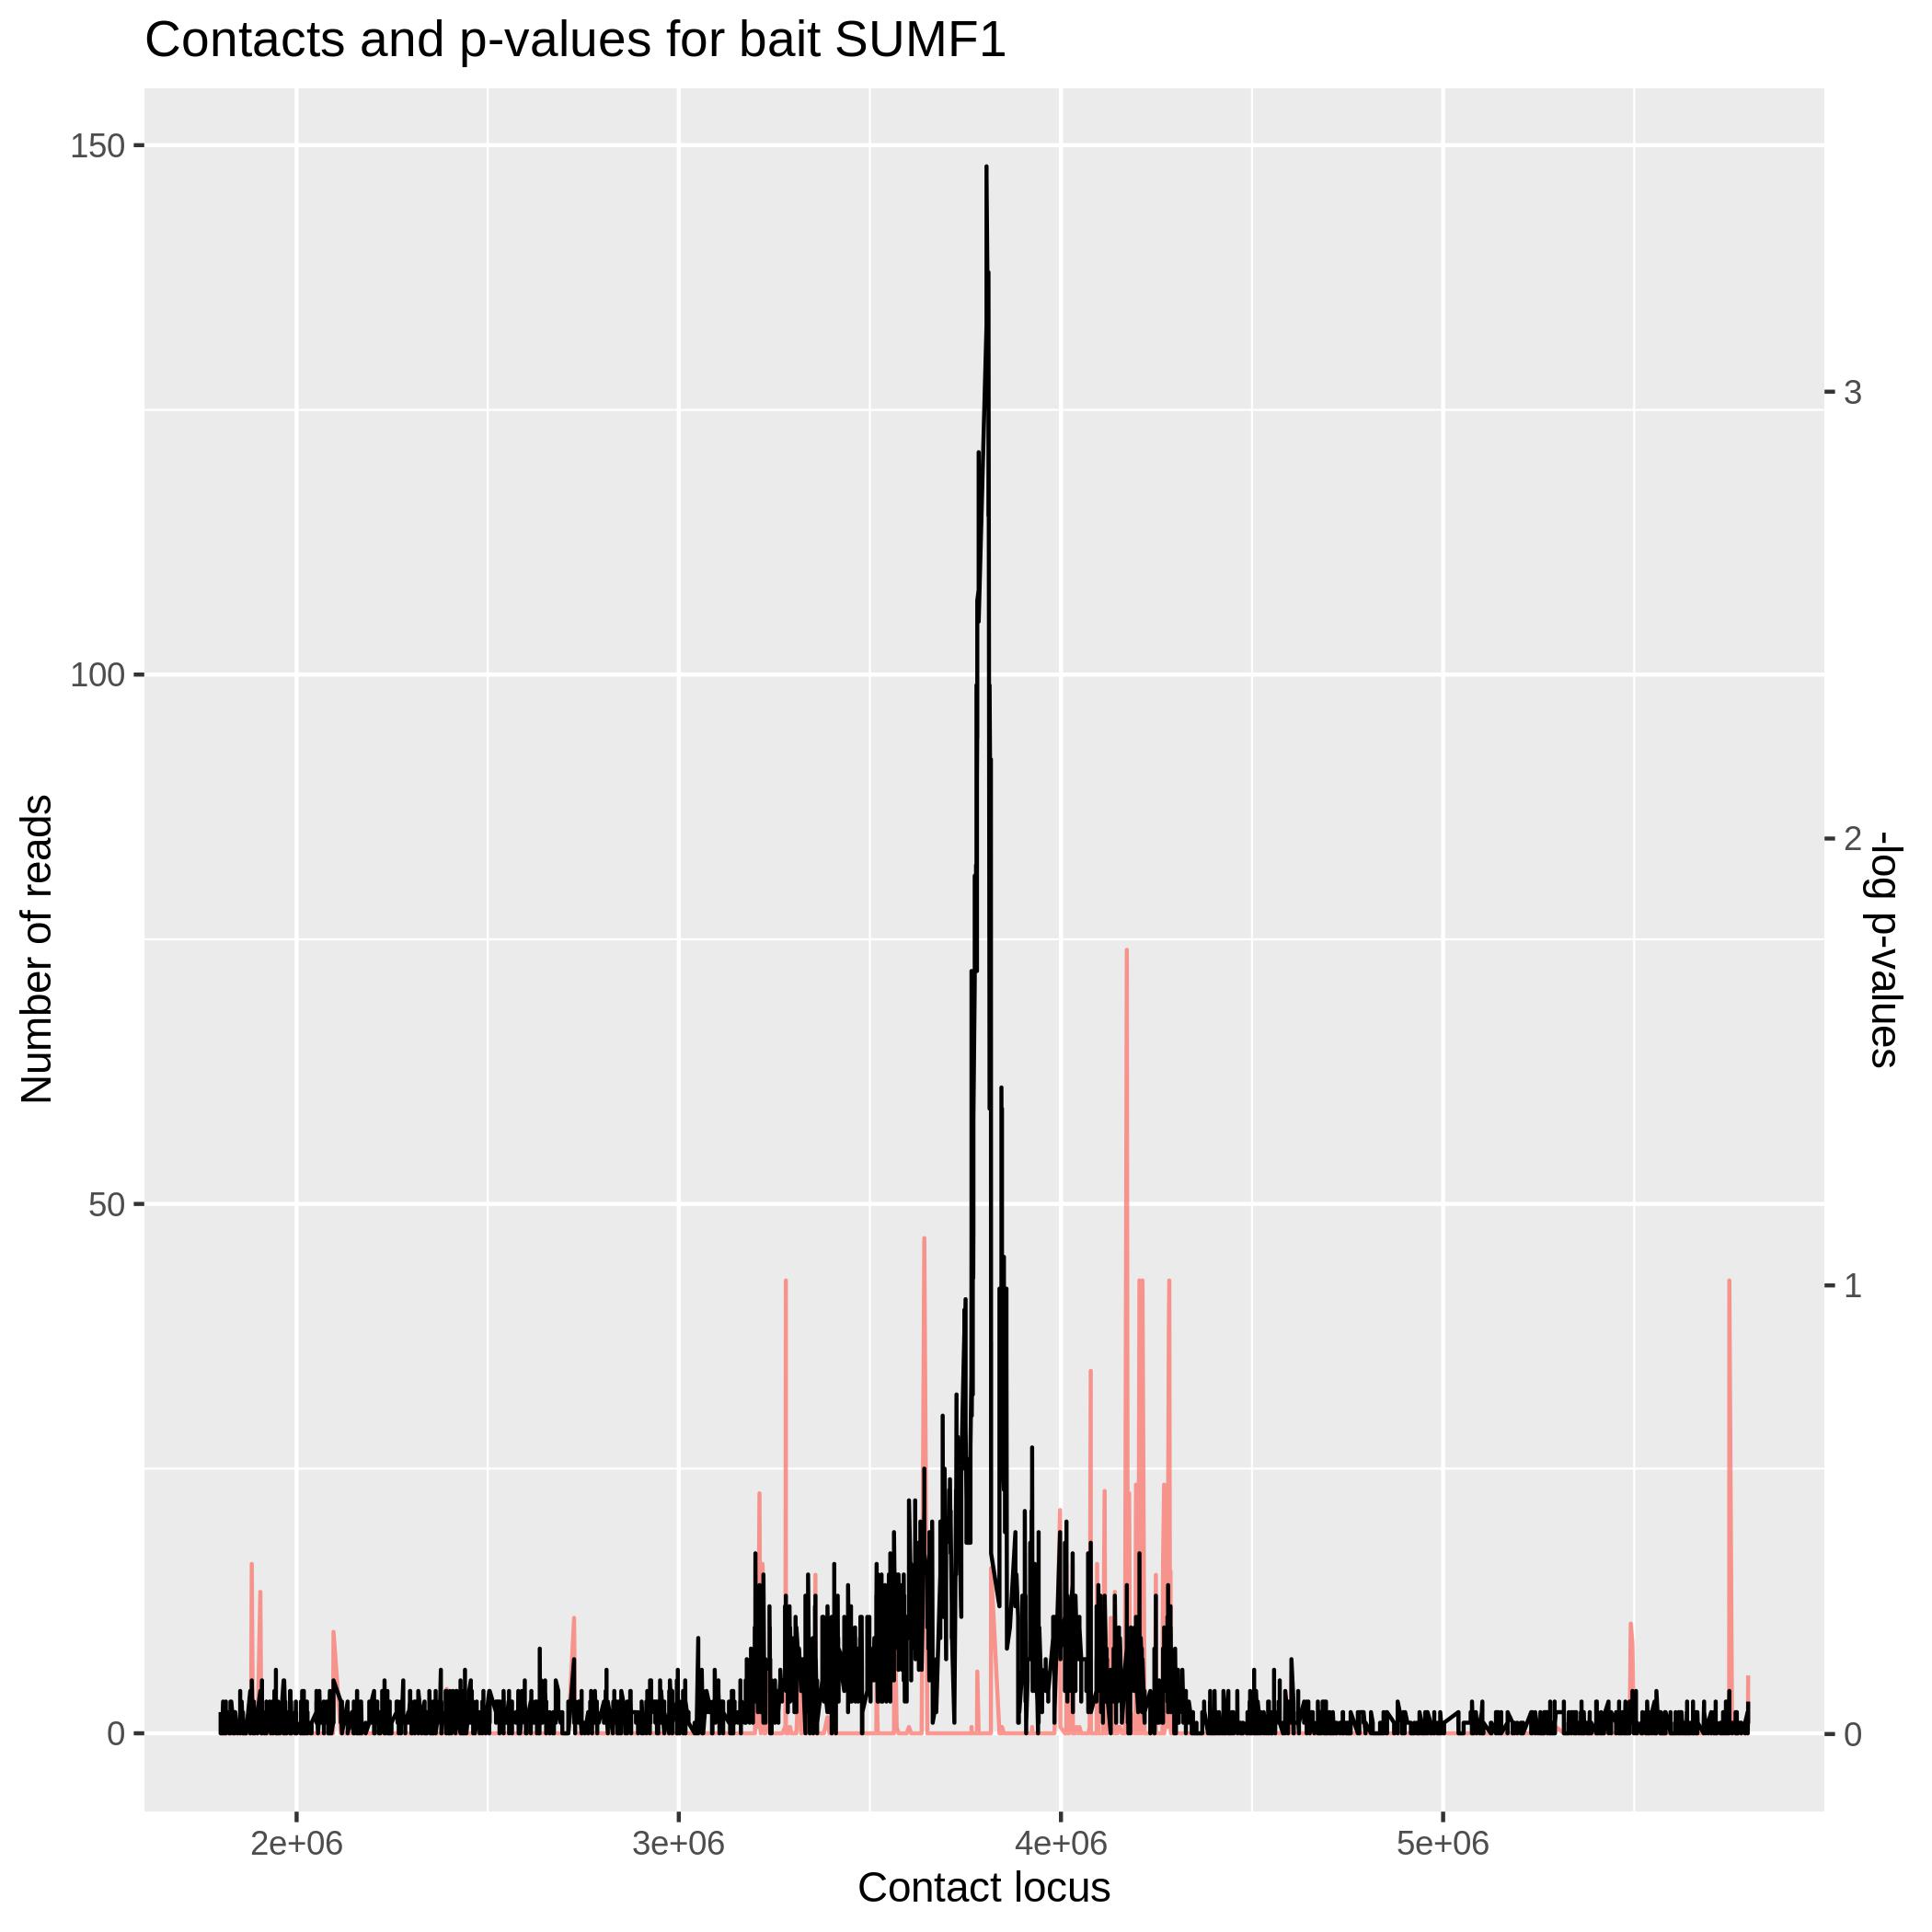 Contacts and p-values for bait SUMF1
150
100
50
0
Number of reads
3
2
1
0
-log p-values
2e+06
3e+06
4e+06
5e+06
Contact locus